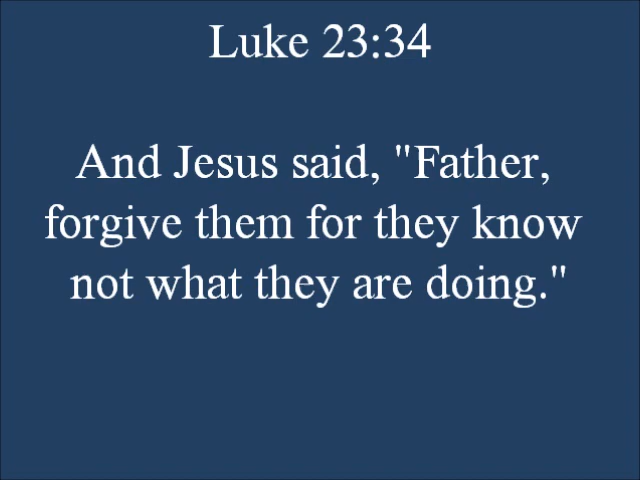 Luke 23:34
And Jesus said, "Father,
forgive them for they know
not what they are doing."